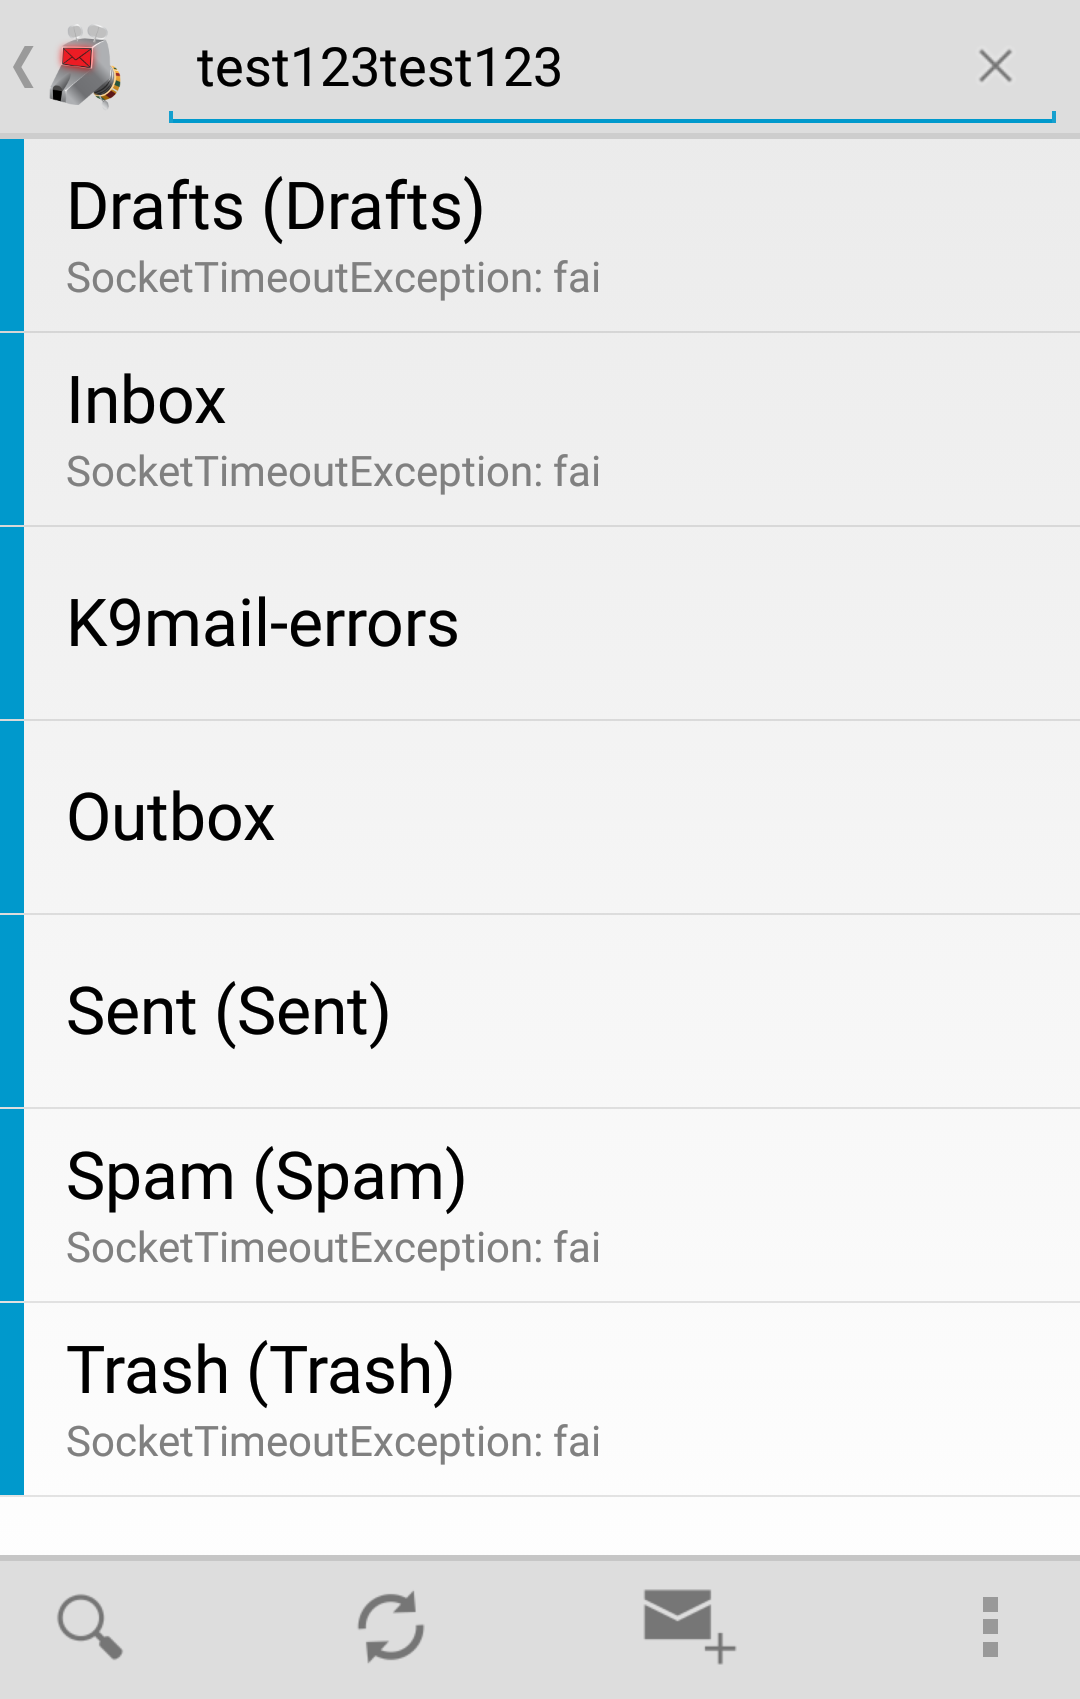 test123test123
Drafts (Drafts)
SocketTimeoutException: fai
Inbox
SocketTimeoutException: fai
K9mail-errors
Outbox
Sent (Sent)
Spam (Spam)
SocketTimeoutException: fai
Trash (Trash)
SocketTimeoutException: fai